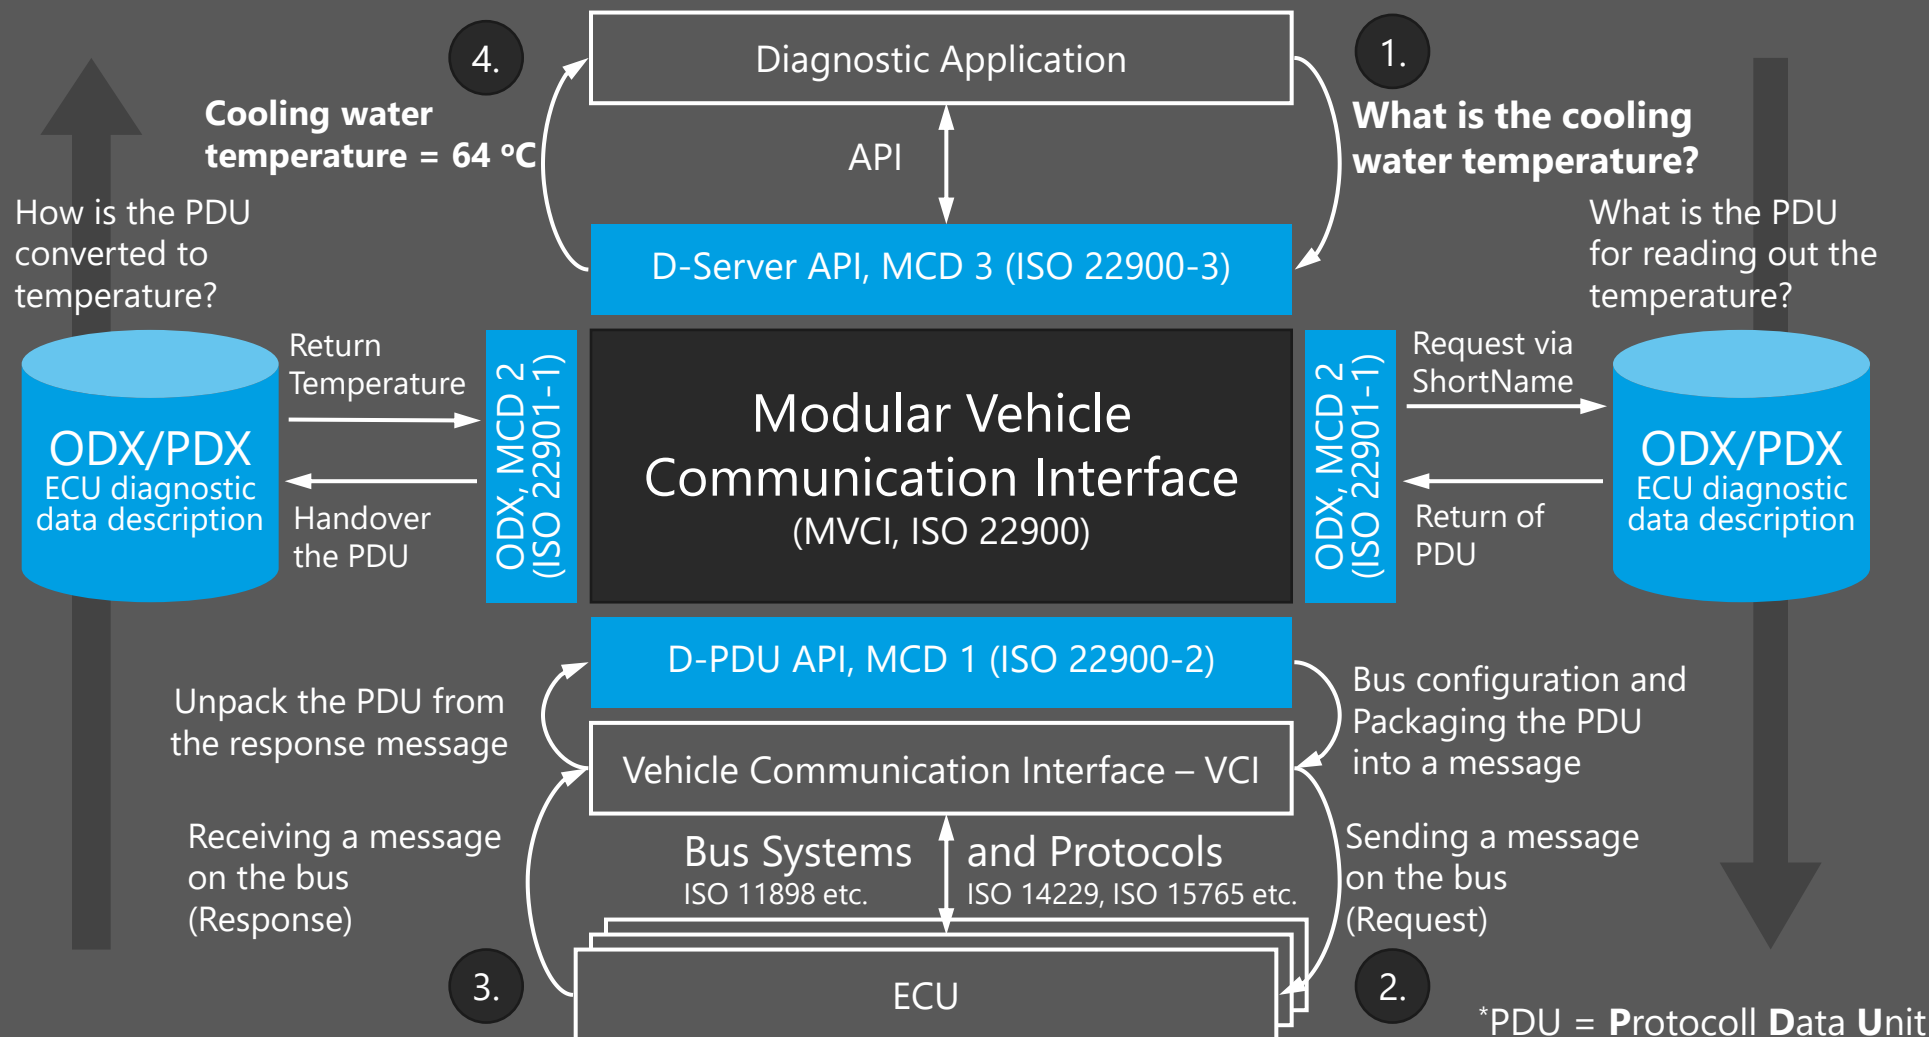 4.
Diagnostic Application
1.
Cooling water
temperature = 64 ºC
API
What is the cooling
water temperature?
How is the PDU
converted to
temperature?
D-Server API, MCD 3 (ISO 22900-3)
What is the PDU
for reading out the
temperature?
ODX/PDX
ECU diagnostic
data description
Return
Temperature
Handover
the PDU
ODX, MCD 2
(ISO 22901-1)
Modular Vehicle
Communication Interface
(MVCI, ISO 22900)
ODX, MCD 2
(ISO 22901-1)
Request via
ShortName
Return of
PDU
ODX/PDX
ECU diagnostic
data description
D-PDU API, MCD 1 (ISO 22900-2)
Unpack the PDU from
the response message
Bus configuration and
Packaging the PDU
into a message
Vehicle Communication Interface – VCI
Receiving a message
on the bus
(Response)
Bus Systems
ISO 11898 etc.
and Protocols
ISO 14229, ISO 15765 etc.
Sending a message
on the bus
(Request)
3.
ECU
2.
*PDU = Protocoll Data Unit